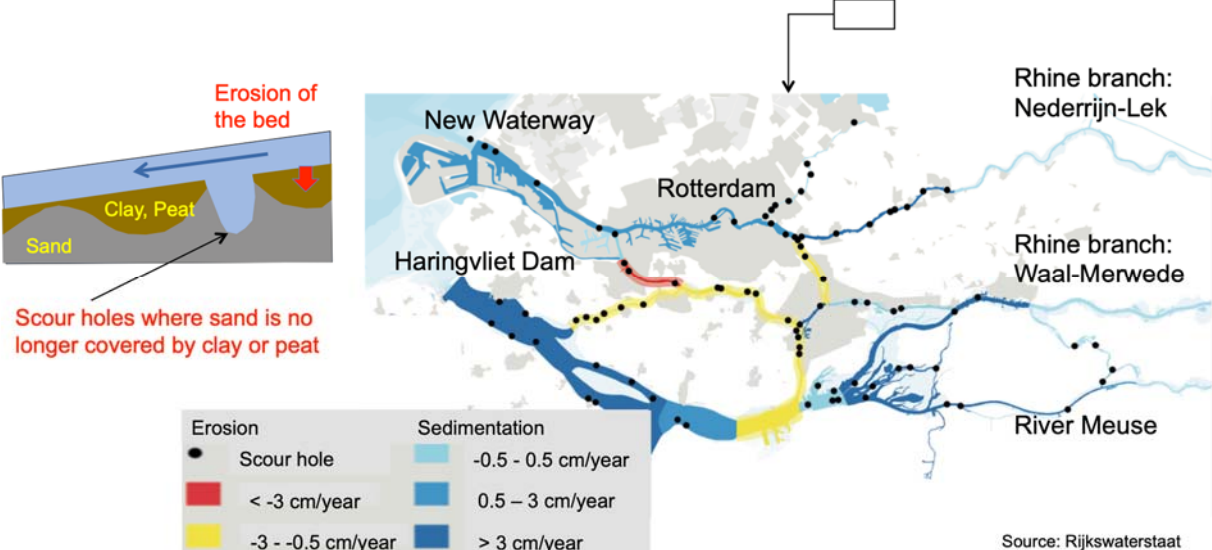 Erosion of
the bed
Clay, Peat
Sand
Scour holes where sand is no
longer covered by clay or peat
New Waterway
Rotterdam
Haringvliet Dam
Rhine branch:
Nederrijn-Lek
Rhine branch:
Waal-Merwede
River Meuse
Erosion
Scour hole
< -3 cm/year
-3 - -0.5 cm/year
Sedimentation
-0.5 - 0.5 cm/year
0.5 – 3 cm/year
> 3 cm/year
Source: Rijkswaterstaat